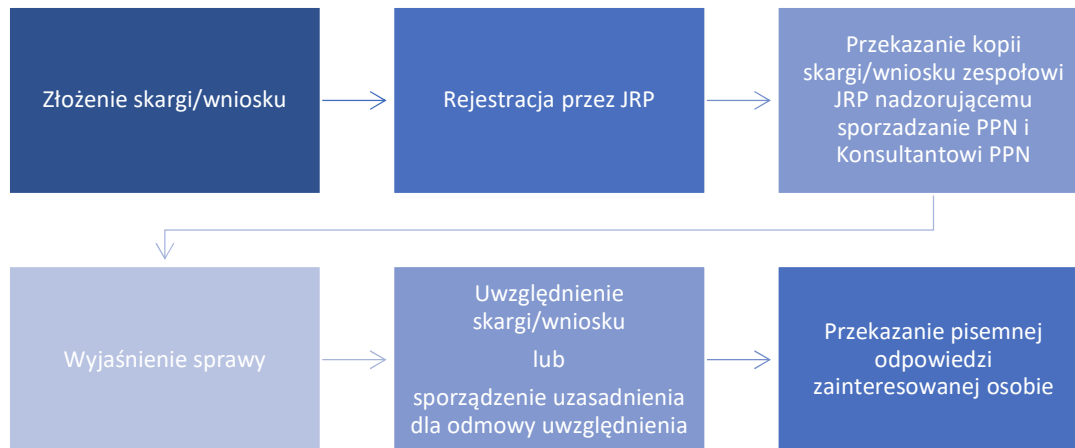 Złożenie skargi/wniosku
Rejestracja przez JRP
Przekazanie kopii
skargi/wniosku zespołowi
JRP nadzorującemu
sporzadzanie PPN i
Konsultantowi PPN
Wyjaśnienie sprawy
Uwzględnienie
skargi/wniosku
lub
sporządzenie uzasadnienia
dla odmowy uwzględnienia
Przekazanie pisemnej
odpowiedzi
zainteresowanej osobie